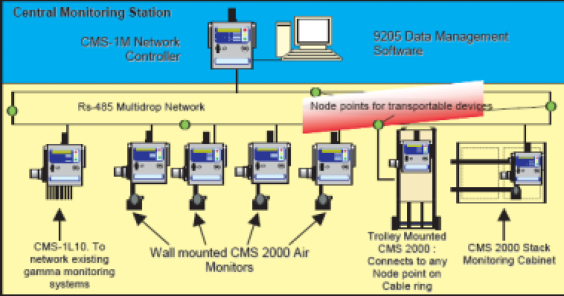 Central Monitoring Station
CMS-1M Network
Controller
9205 Data Management
Software
Rs-485 Multidrop Network
Node points for transportable devices
CMS-1L10. To
network existing
gamma monitoring
systems
Wall mounted CMS 2000 Air
Monitors
Trolley Mounted
CMS 2000 :
Connects to any
Node point on
Cable ring
CMS 2000 Stack
Monitoring Cabinet